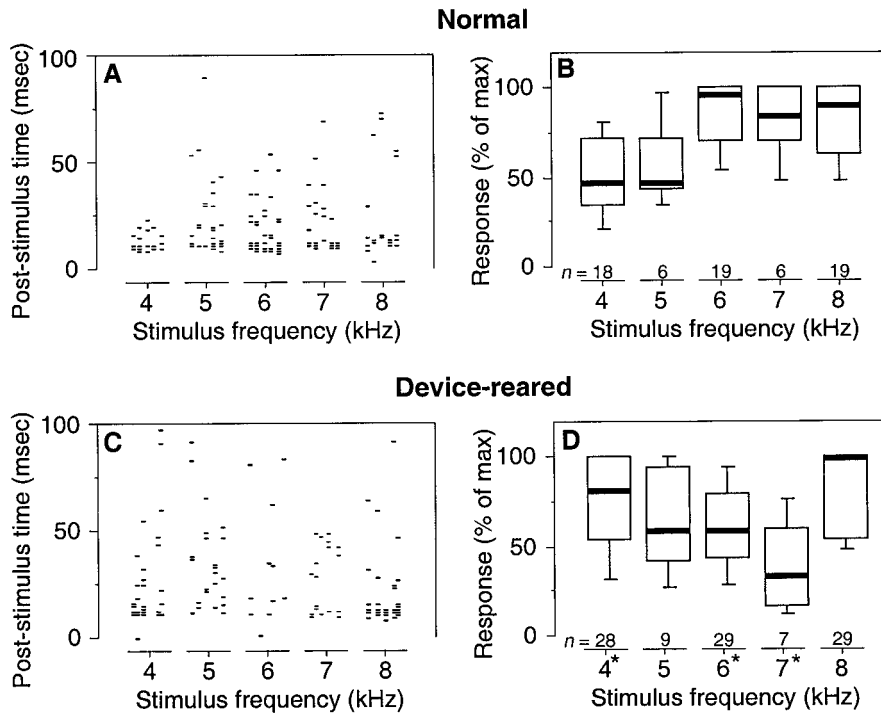 Normal
A
Post-stimulus time (msec)
100
50
0
4 5 6 7 8
Stimulus frequency (kHz)
B
Response (% of max)
100
50
0
n = 18 6 19 6 19
4 5 6 7 8
Stimulus frequency (kHz)
Device-reared
C
Post-stimulus time (msec)
100
50
0
4 5 6 7 8
Stimulus frequency (kHz)
D
Response (% of max)
100
50
0
n = 28 9 29 7 29
4* 5 6* 7* 8
Stimulus frequency (kHz)